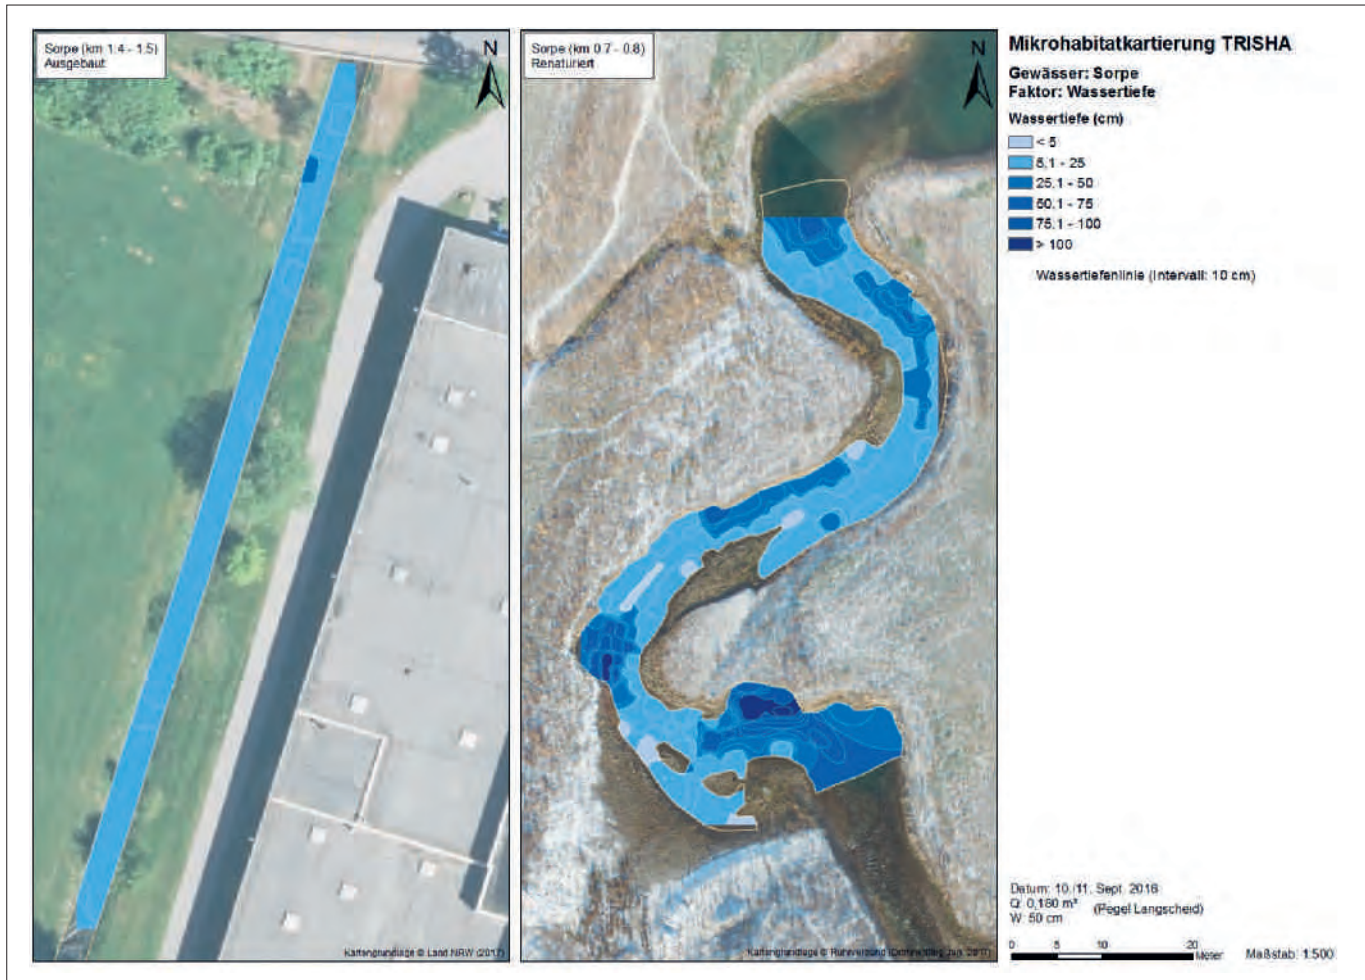 Sorpe (km 1.4 - 1.5)
Ausgebaut
N
Kartengrundlage © Land NRW (2017)
Sorpe (km 0.7 - 0.8)
Renaturiert
N
Kartengrundlage © Ruhrverband
Mikrohabitatkartierung TRISHA
Gewässer: Sorpe
Faktor: Wassertiefe
Wassertiefe (cm)
< 5
5,1 - 25
25,1 - 50
50,1 - 75
75,1 - 100
> 100
Wassertiefenlinie (Intervall: 10 cm)
Datum: 10./11. Sept. 2016
Q: 0,180 m³
W: 50 cm
(Pegel Langscheid)
0 5 10 20
Meter
Maßstab: 1:500